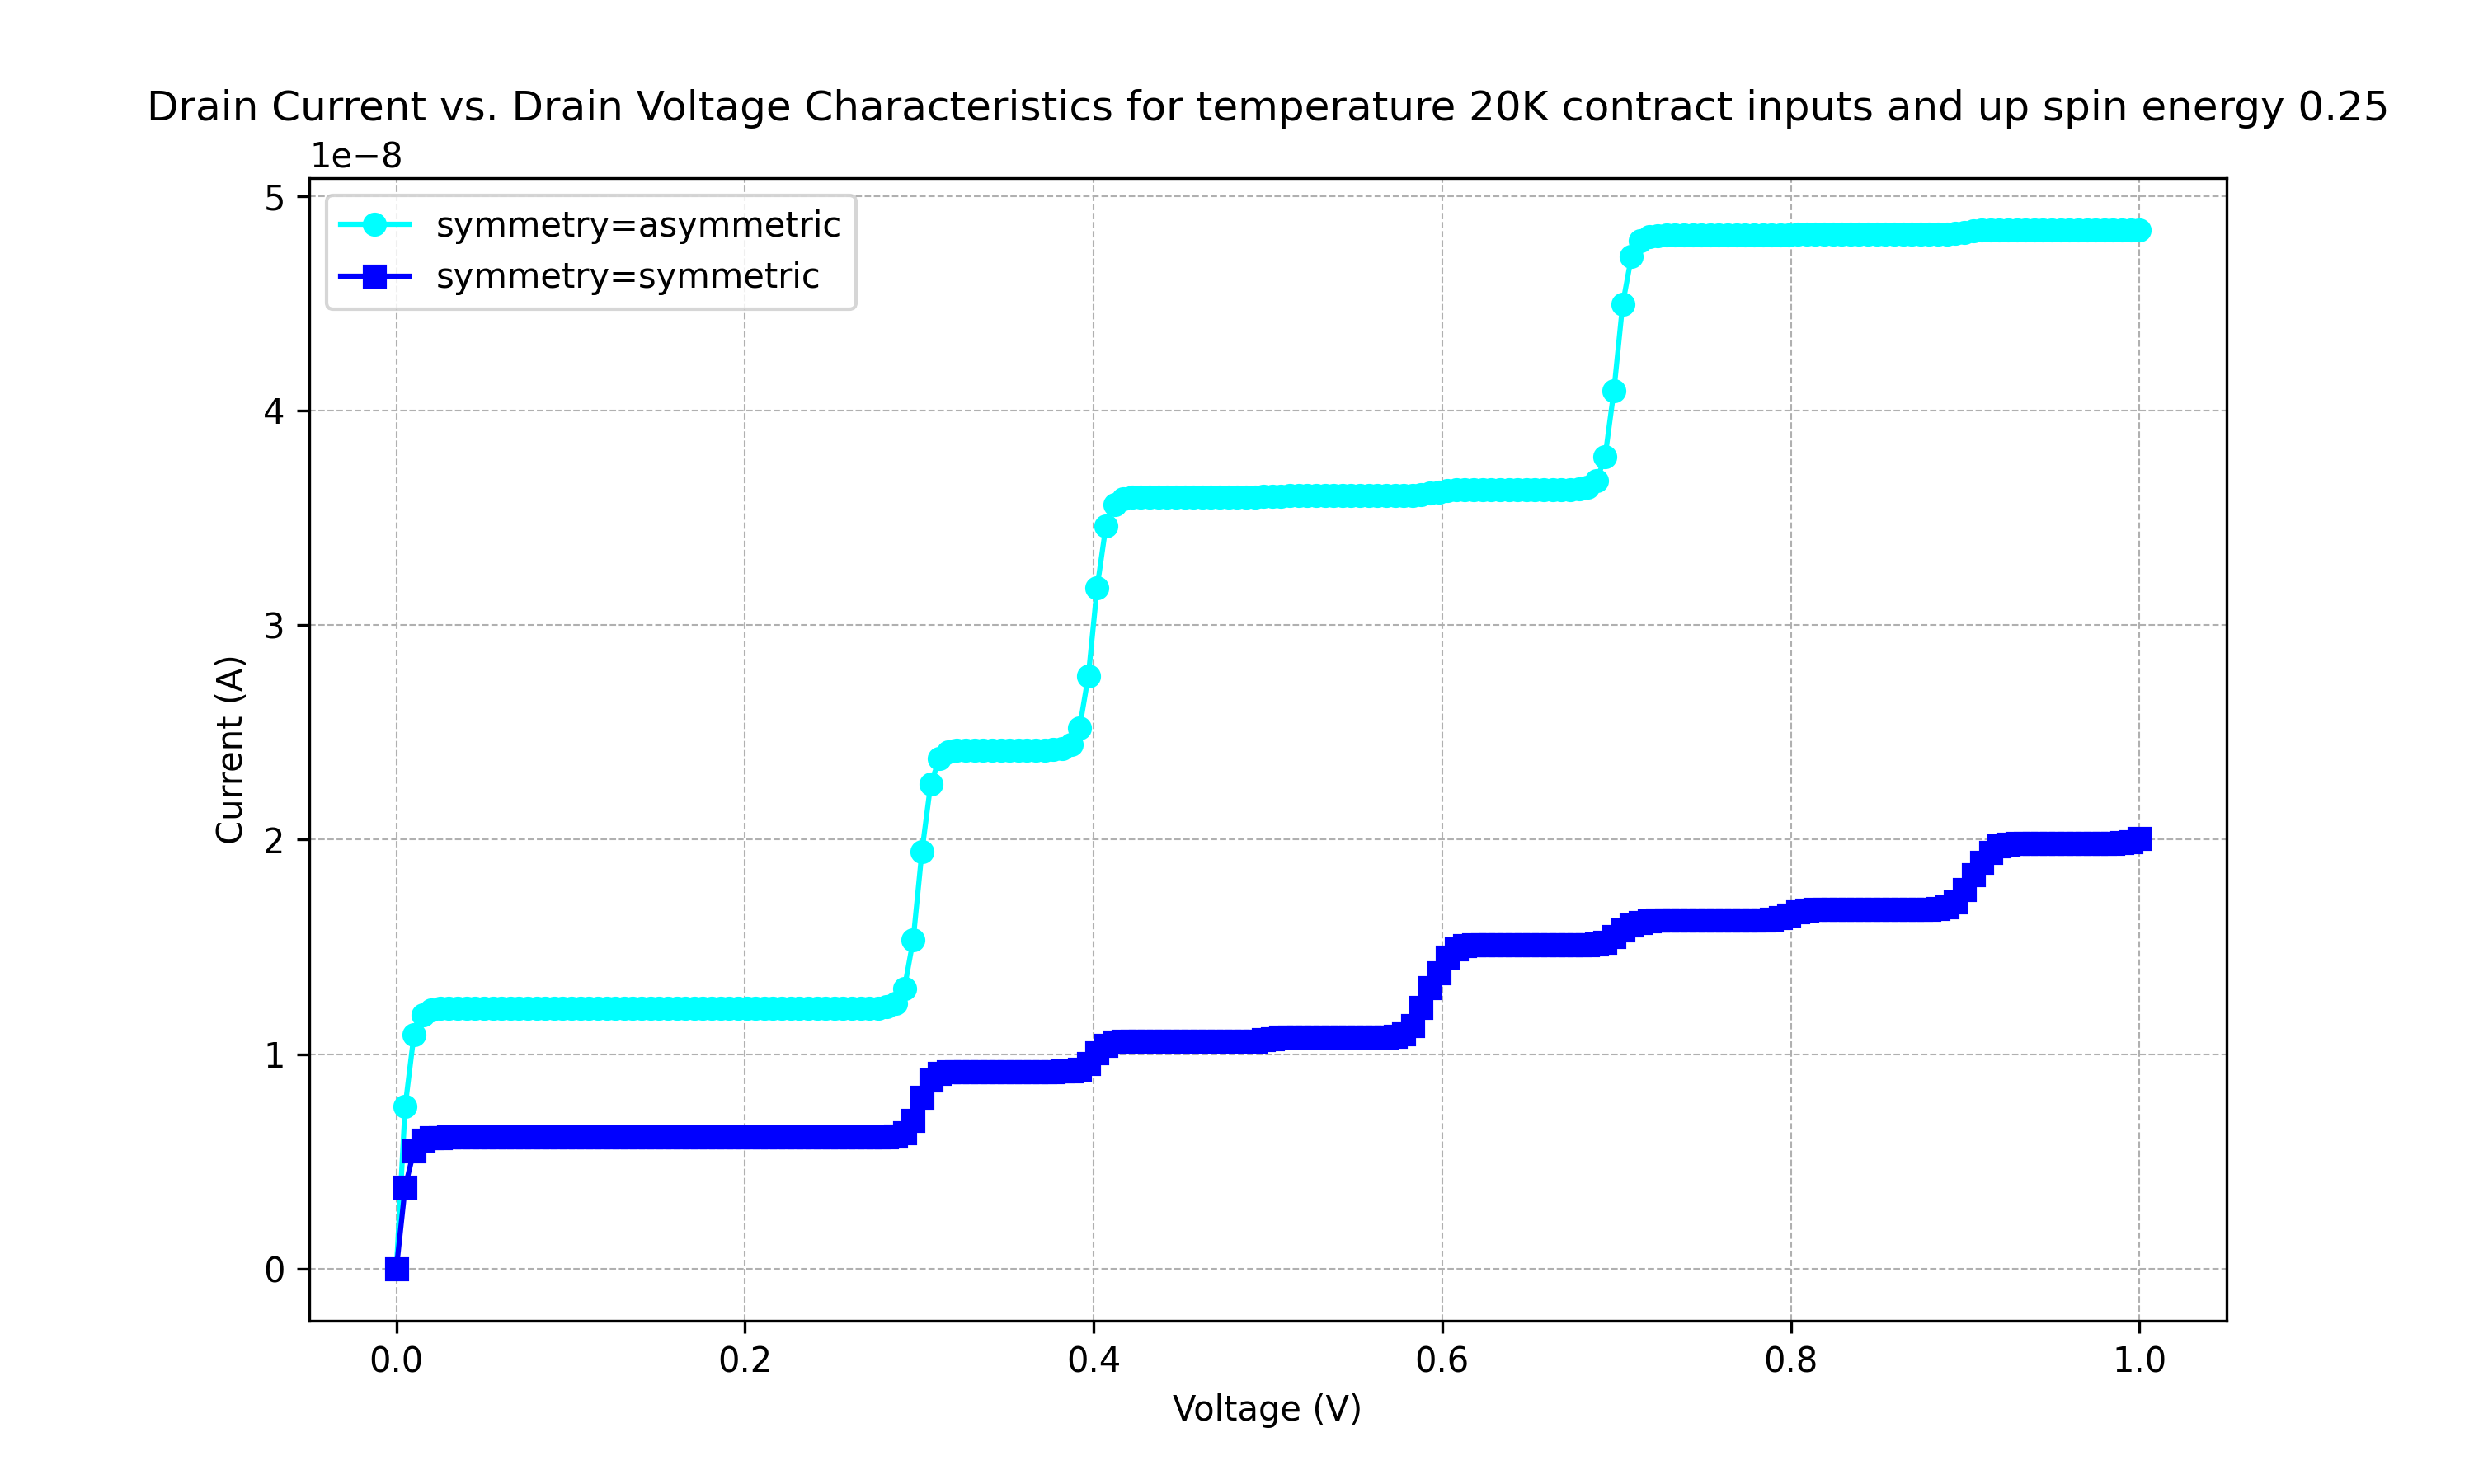 Drain Current vs. Drain Voltage Characteristics for temperature 20K contract inputs and up spin energy 0.25
1e−8
5
4
3
2
1
0
symmetry=asymmetric
symmetry=symmetric
Current (A)
0.0 0.2 0.4 0.6 0.8 1.0
Voltage (V)